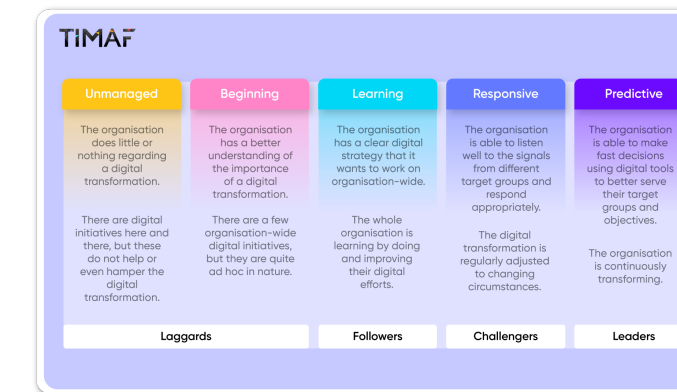 TIMAF
Unmanaged
The organisation
does little or
nothing regarding
a digital
transformation.
There are digital
initiatives here and
there, but these
do not help or
even hamper the
digital
transformation.
Beginning
The organisation
has a better
understanding of
the importance
of a digital
transformation.
There are a few
organisation-wide
digital initiatives,
but they are quite
ad hoc in nature.
Learning
The organisation
has a clear digital
strategy that it
wants to work on
organisation-wide.
The whole
organisation is
learning by doing
and improving
their digital
efforts.
Responsive
The organisation
is able to listen
well to the signals
from different
target groups and
respond
appropriately.
The digital
transformation is
regularly adjusted
to changing
circumstances.
Predictive
The organisation
is able to make
fast decisions
using digital tools
to better serve
their target
groups and
objectives.
The organisation
is continuously
transforming.
Laggards
Followers
Challengers
Leaders